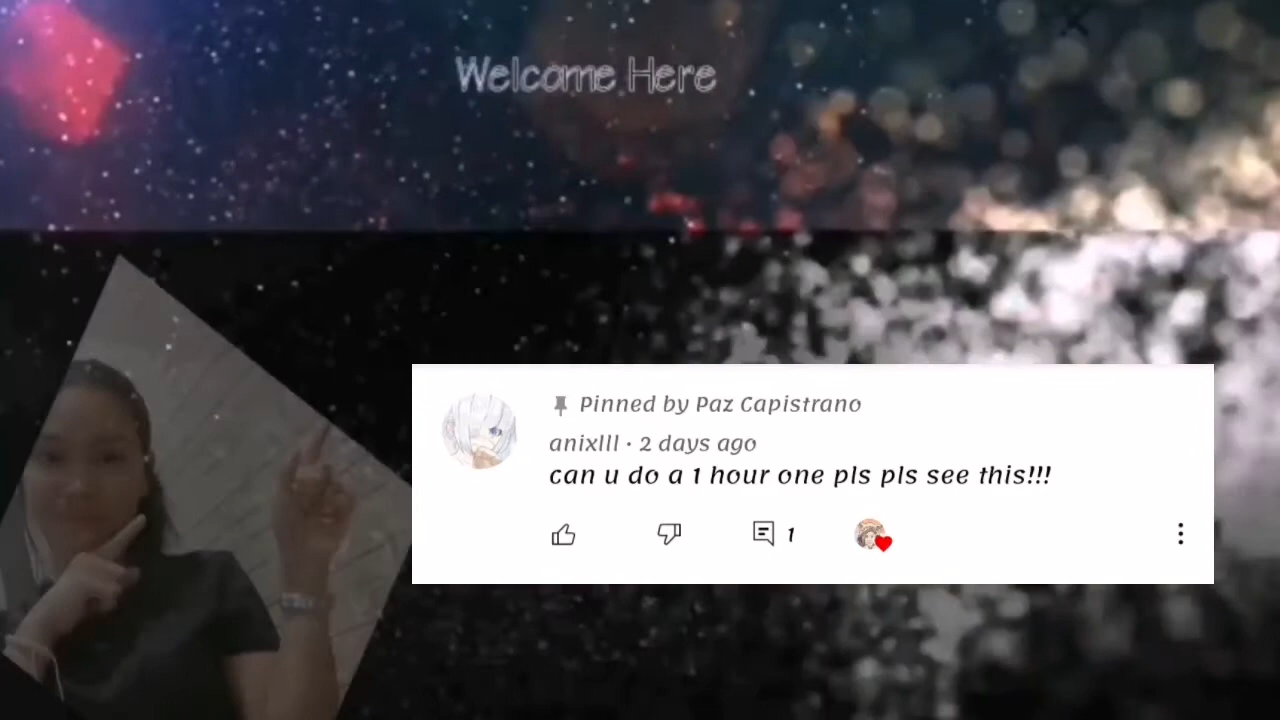 Welcome Here
Pinned by Paz Capistrano
anixlll · 2 days ago
can u do a 1 hour one pls pls see this!!!
1